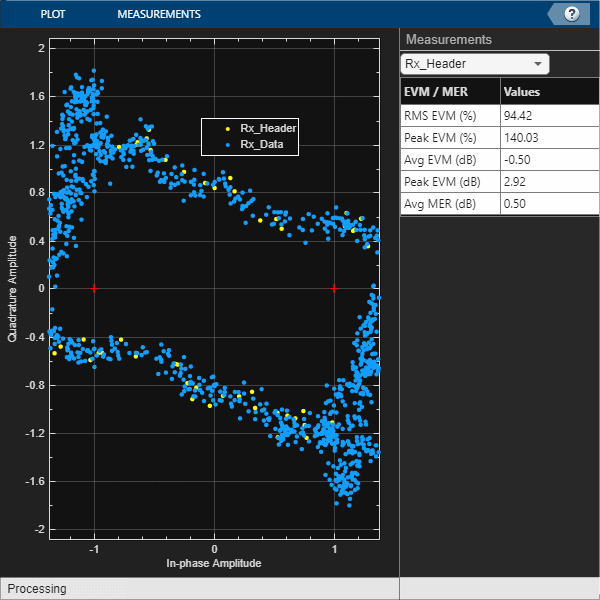 PLOT MEASUREMENTS ?
Measurements
Rx_Header
EVM / MER Values
RMS EVM (%) 94.42
Peak EVM (%) 140.03
Avg EVM (dB) -0.50
Peak EVM (dB) 2.92
Avg MER (dB) 0.50
Rx_Header
Rx_Data
Quadrature Amplitude
2
1.6
1.2
0.8
0.4
0
-0.4
-0.8
-1.2
-1.6
-2
-1 0 1
In-phase Amplitude
Processing